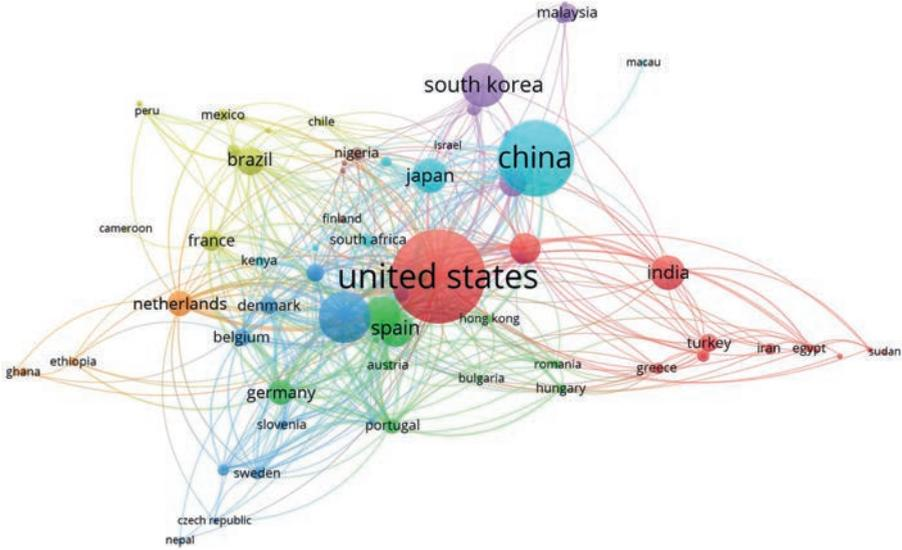 malaysia
macau
south korea
peru
mexico
chile
nigeria
israel
china
brazil
japan
finland
cameroon
france
south africa
kenya
united states
india
netherlands
denmark
hong kong
spain
belgium
turkey
iran
egypt
sudan
ghana
ethiopia
austria
romania
greece
bulgaria
hungary
germany
slovenia
portugal
sweden
czech republic
nepal